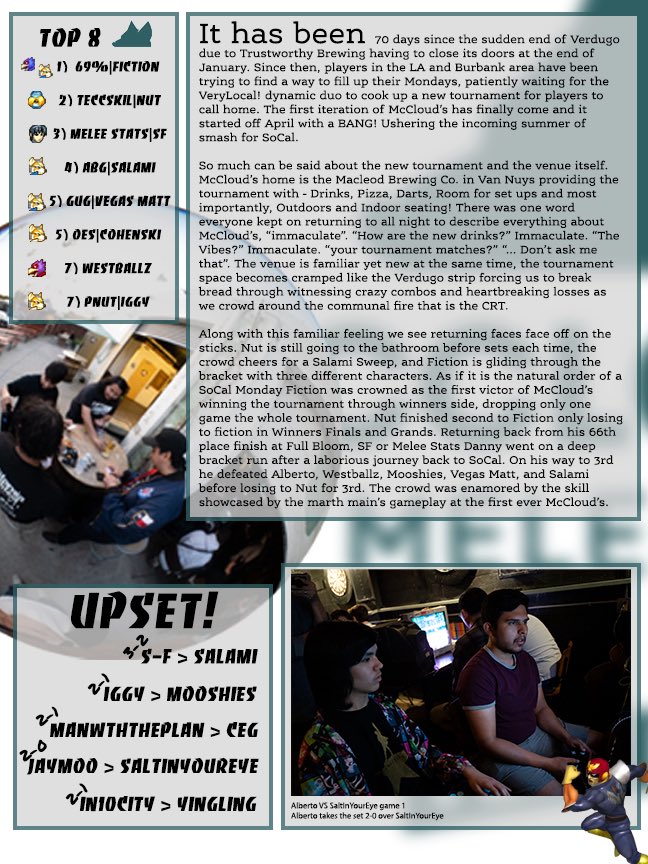 TOP 8
1) 69%|FICTION
2) TECCSKIL|NUT
3) MELEE STATS|SF
4) ABG|SALAMI
5) GUG|VEGAS MATT
5) OES|COHENSKI
7) WESTBALLZ
7) PNUT|IGGY
It has been 70 days since the sudden end of Verdugo
due to Trustworthy Brewing having to close its doors at the end of
January. Since then, players in the LA and Burbank area have been
trying to find a way to fill up their Mondays, patiently waiting for the
VeryLocal! dynamic duo to cook up a new tournament for players to
call home. The first iteration of McCloud's has finally come and it
started off April with a BANG! Ushering the incoming summer of
smash for SoCal.
So much can be said about the new tournament and the venue itself.
McCloud's home is the Macleod Brewing Co. in Van Nuys providing the
tournament with - Drinks, Pizza, Darts, Room for set ups and most
importantly, Outdoors and Indoor seating! There was one word
everyone kept on returning to all night to describe everything about
McCloud's, "immaculate". "How are the new drinks?" Immaculate. "The
Vibes?" Immaculate. "your tournament matches?" "... Don't ask me
that". The venue is familiar yet new at the same time, the tournament
space becomes cramped like the Verdugo strip forcing us to break
bread through witnessing crazy combos and heartbreaking losses as
we crowd around the communal fire that is the CRT.
Along with this familiar feeling we see returning faces face off on the
sticks. Nut is still going to the bathroom before sets each time, the
crowd cheers for a Salami Sweep, and Fiction is gliding through the
bracket with three different characters. As if it is the natural order of a
SoCal Monday Fiction was crowned as the first victor of McCloud's
winning the tournament through winners side, dropping only one
game the whole tournament. Nut finished second to Fiction only losing
to fiction in Winners Finals and Grands. Returning back from his 66th
place finish at Full Bloom, SF or Melee Stats Danny went on a deep
bracket run after a laborious journey back to SoCal. On his way to 3rd
he defeated Alberto, Westballz, Mooshies, Vegas Matt, and Salami
before losing to Nut for 3rd. The crowd was enamored by the skill
showcased by the marth main's gameplay at the first ever McCloud's.
MELE
UPSET!
3-2 S-F > SALAMI
2-1 IGGY > MOOSHIES
2-1 MANWTHTHEPLAN > CEG
2-0 JAYMOO > SALTINYOUREYE
2-1 IN10CITY > YINGLING
Alberto VS SaltInYourEye game 1
Alberto takes the set 2-0 over SaltInYourEye